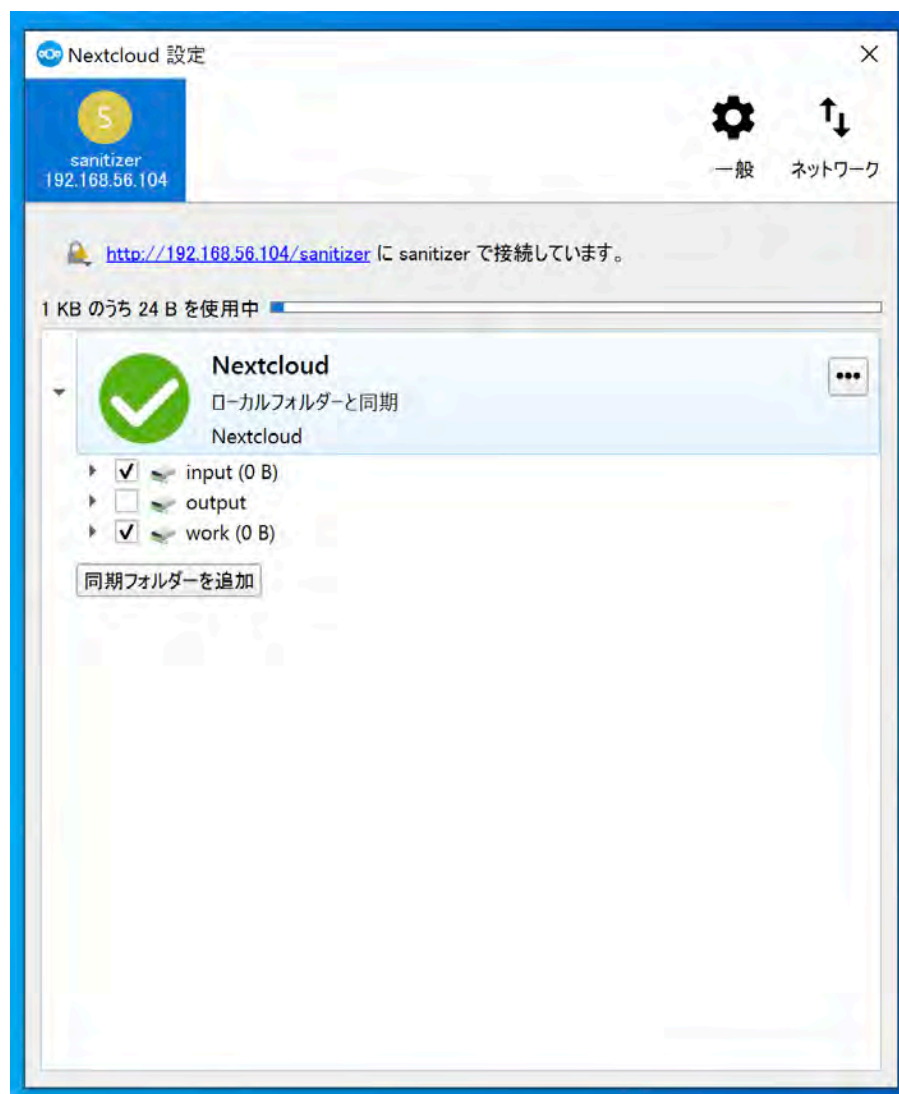 Nextcloud 設定
S
sanitizer
192.168.56.104
一般
ネットワーク
http://192.168.56.104/sanitizer に sanitizer で接続しています。
1 KB のうち 24 B を使用中
Nextcloud
ローカルフォルダーと同期
Nextcloud
input (0 B)
output
work (0 B)
同期フォルダーを追加